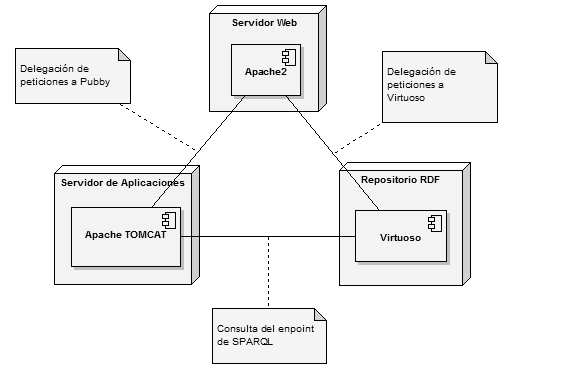 Servidor Web
Apache2
Delegación de
peticiones a Pubby
Delegación de
peticiones a
Virtuoso
Servidor de Aplicaciones
Apache TOMCAT
Repositorio RDF
Virtuoso
Consulta del enpoint
de SPARQL